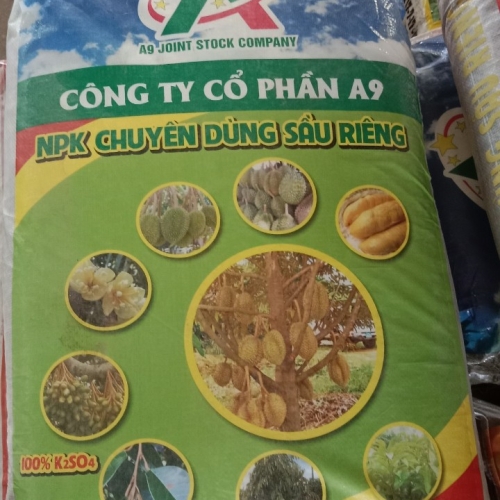 A9 JOINT STOCK COMPANY
CÔNG TY CỔ PHẦN A9
NPK CHUYÊN DÙNG SẦU RIÊNG
100% K₂SO₄